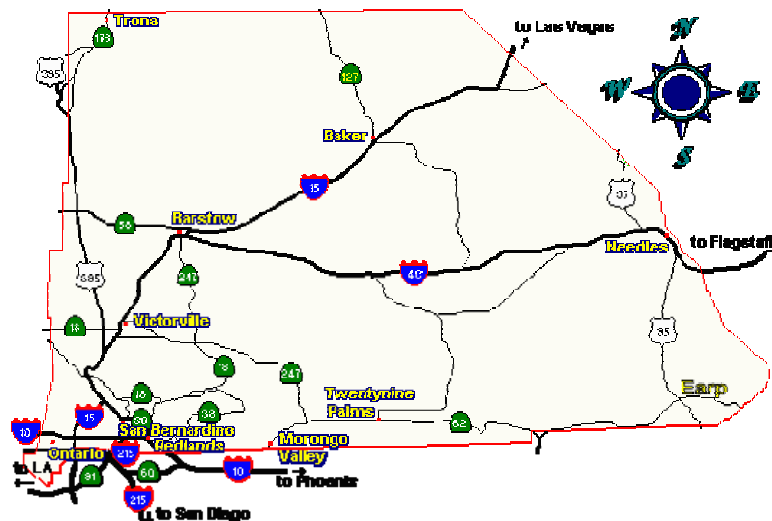 Trona
to Las Vegas
178
395
127
N
W
E
S
Baker
15
95
58
Barstow
Needles
to Flagstaff
40
247
395
18
Victorville
95
18
247
18
Earp
Twentynine
Palms
15
30
38
62
10
San Bernardino
Redlands
Morongo
Valley
215
Ontario
to LA
91
60
10
to Phoenix
215
to San Diego